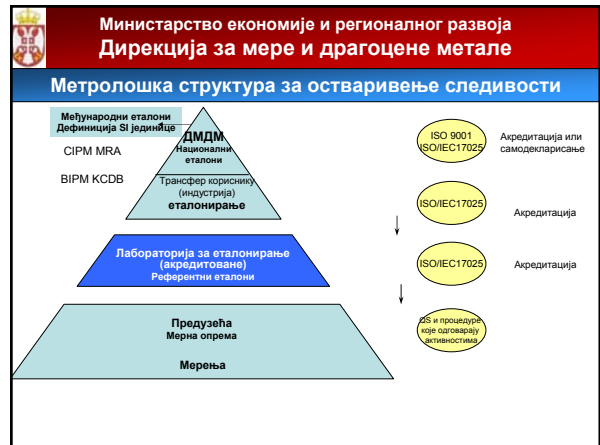 Министарство економије и регионалног развоја
Дирекција за мере и драгоцене метале
Метролошка структура за остваривење следивости
Међународни еталони
Дефиниција SI јединице
CIPM MRA
BIPM KCDB
ДМДМ
Национални
еталони
Трансфер кориснику
(индустрија)
еталонирање
ISO 9001
ISO/IEC17025
Акредитација или
самодекларисање
ISO/IEC17025
Акредитација
Лабораторија за еталонирање
(акредитоване)
Референтни еталони
ISO/IEC17025
Акредитација
Предузећа
Мерна опрема
Мерења
QS и процедуре
које одговарају
активностима